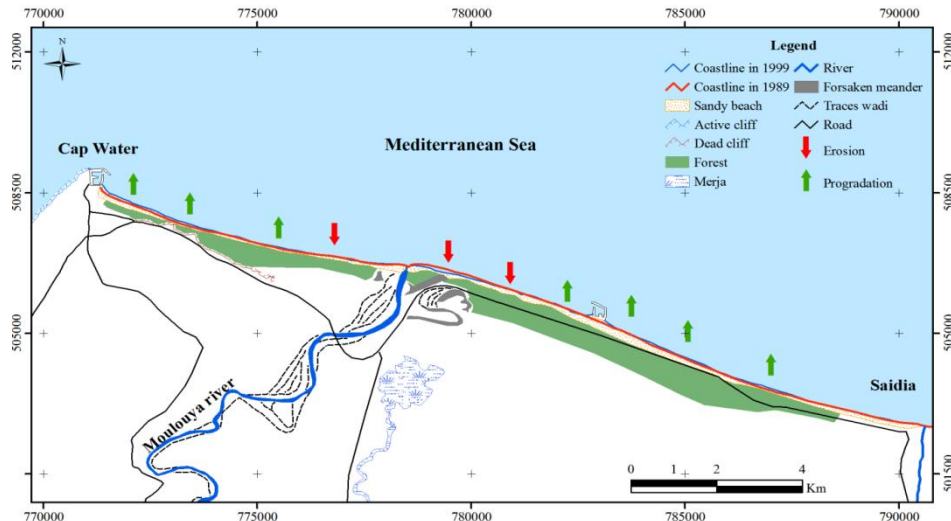 770000 775000 780000 785000 790000
512000 512000
N
Legend
Coastline in 1999 River
Coastline in 1989 Forsaken meander
Sandy beach Traces wadi
Active cliff Road
Dead cliff Erosion
Forest
Merja Progradation
Mediterranean Sea
Cap Water
508500 508500
505000 505000
Saidia
Moulouya river
501500 501500
0 2 4
Km
770000 775000 780000 785000 790000